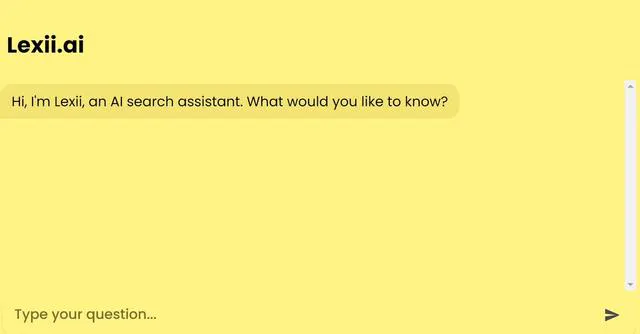 Lexii.ai
Hi, I'm Lexii, an AI search assistant. What would you like to know?
Type your question...